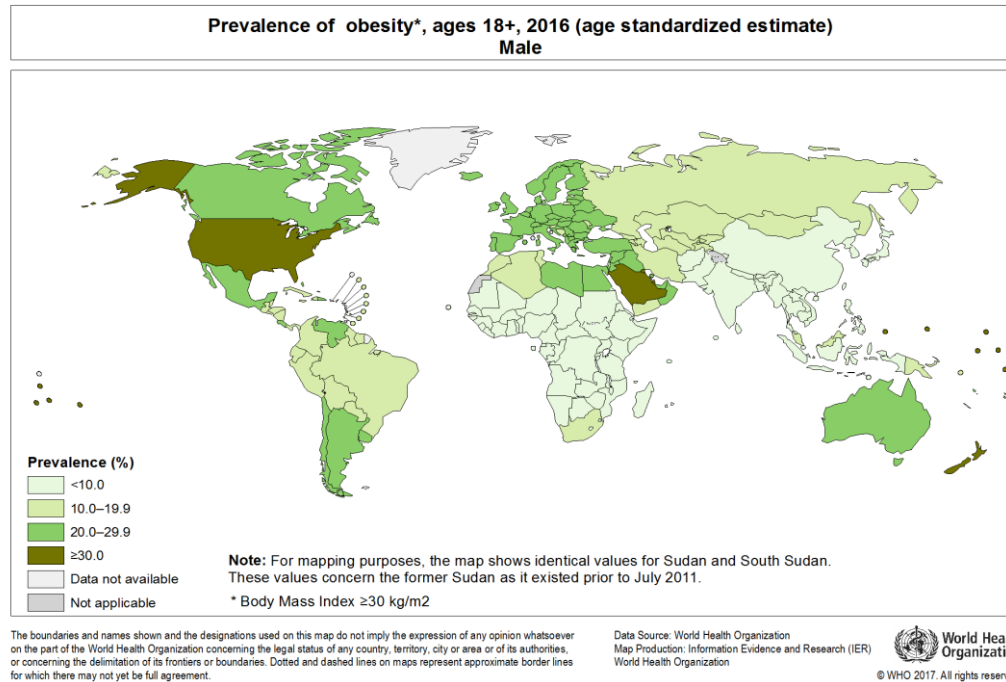 Prevalence of obesity*, ages 18+, 2016 (age standardized estimate)
Male
Prevalence (%)
<10.0
10.0–19.9
20.0–29.9
≥30.0
Data not available
Not applicable
Note: For mapping purposes, the map shows identical values for Sudan and South Sudan.
These values concern the former Sudan as it existed prior to July 2011.
* Body Mass Index ≥30 kg/m2
The boundaries and names shown and the designations used on this map do not imply the expression of any opinion whatsoever
on the part of the World Health Organization concerning the legal status of any country, territory, city or area or of its authorities,
or concerning the delimitation of its frontiers or boundaries. Dotted and dashed lines on maps represent approximate border lines
for which there may not yet be full agreement.
Data Source: World Health Organization
Map Production: Information Evidence and Research (IER)
World Health Organization
World Hea
Organizati
© WHO 2017. All rights reserv